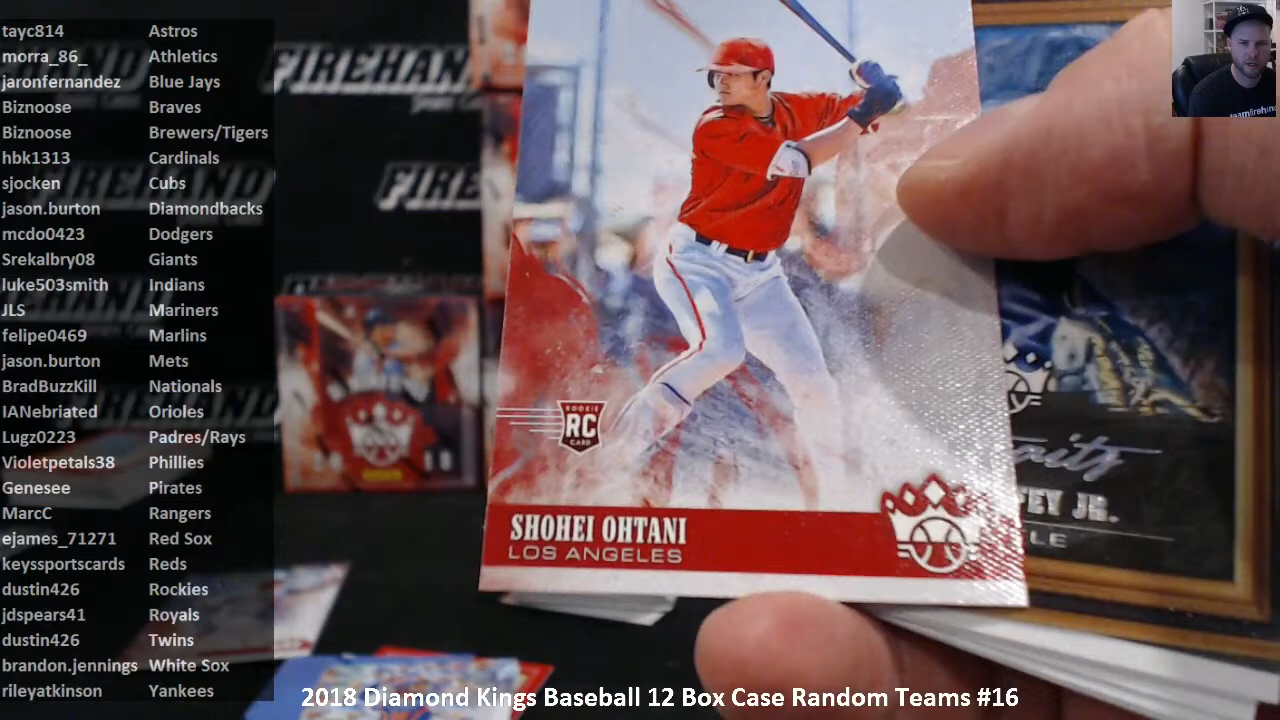 tayc814 Astros
morra_86_ Athletics
jaronfernandez Blue Jays
Biznoose Braves
Biznoose Brewers/Tigers
hbk1313 Cardinals
sjocken Cubs
jason.burton Diamondbacks
mcdo0423 Dodgers
Srekalbry08 Giants
luke503smith Indians
JLS Mariners
felipe0469 Marlins
jason.burton Mets
BradBuzzKill Nationals
IANebriated Orioles
Lugz0223 Padres/Rays
Violetpetals38 Phillies
Genesee Pirates
MarcC Rangers
ejames_71271 Red Sox
keyssportscards Reds
dustin426 Rockies
jdspears41 Royals
dustin426 Twins
brandon.jennings White Sox
rileyatkinson Yankees
FIREHAND
FIRE
ROOKIE
RC
CARD
SHOHEI OHTANI
LOS ANGELES
JR.
2018 Diamond Kings Baseball 12 Box Case Random Teams #16